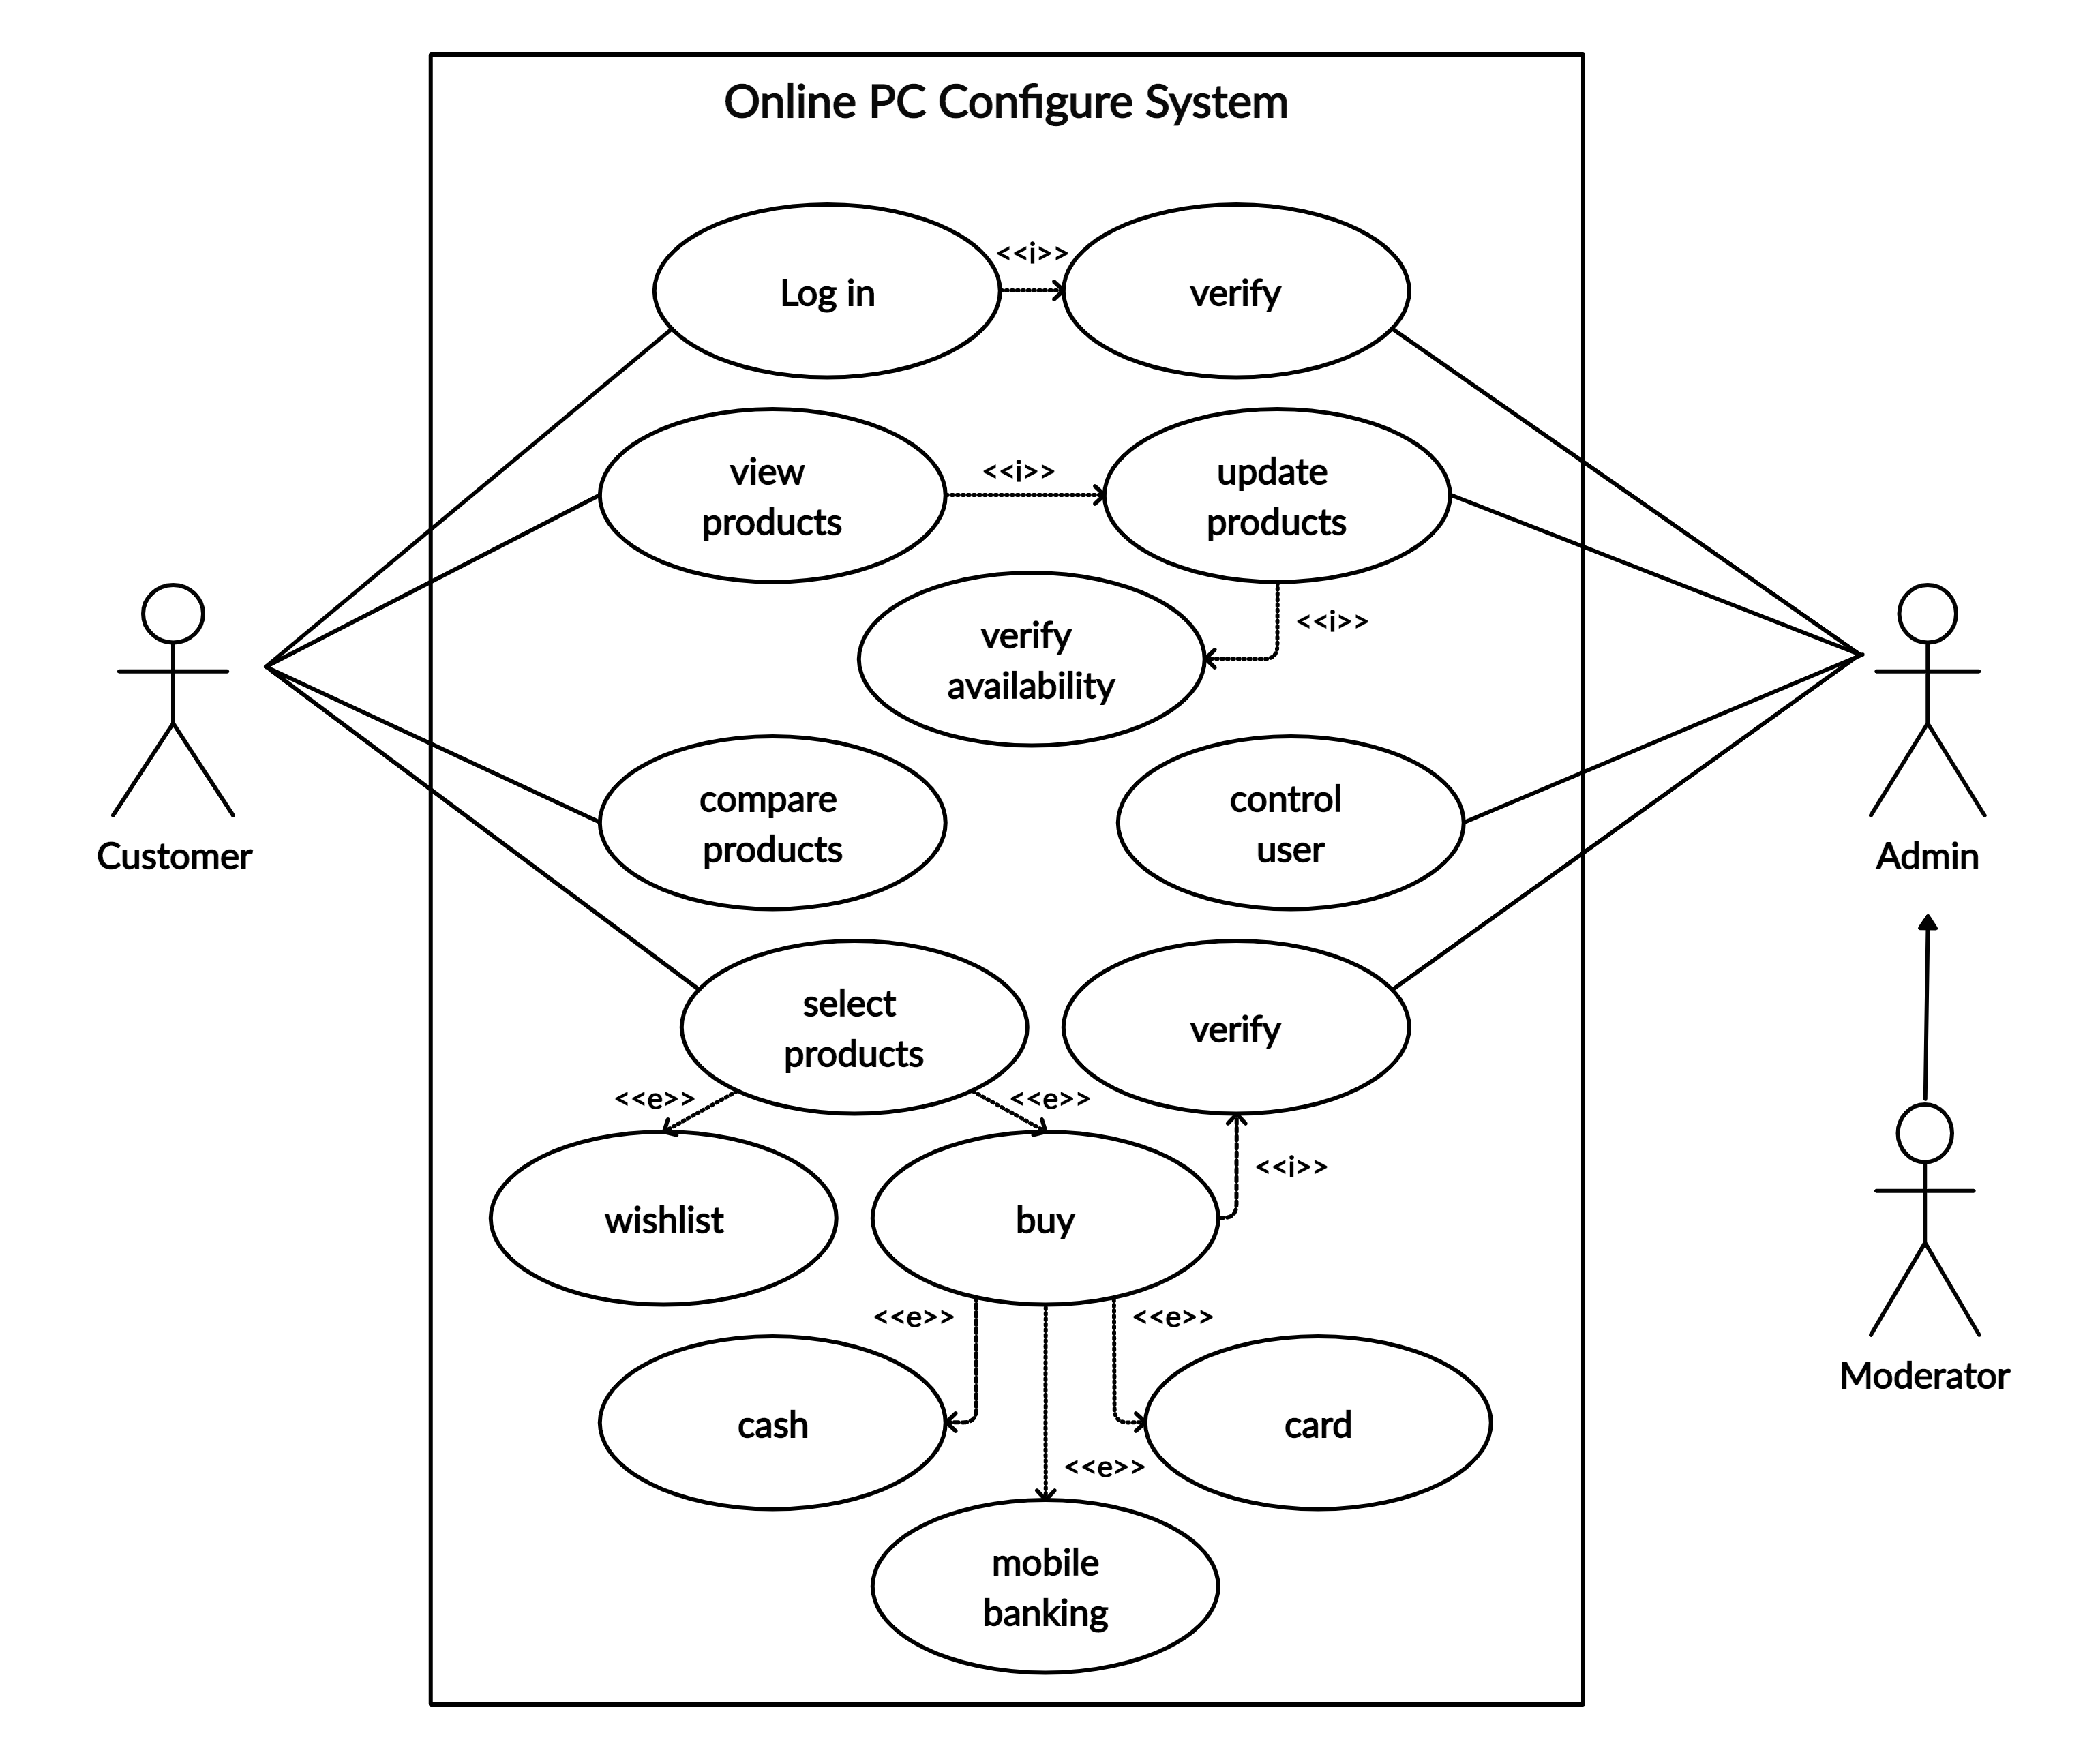 Online PC Configure System
<<i>>
Log in
verify
view
products
<<i>>
update
products
verify
availability
<<i>>
compare
products
control
user
Customer
Admin
select
products
verify
<<e>>
<<e>>
<<i>>
wishlist
buy
<<e>>
<<e>>
cash
card
Moderator
<<e>>
mobile
banking